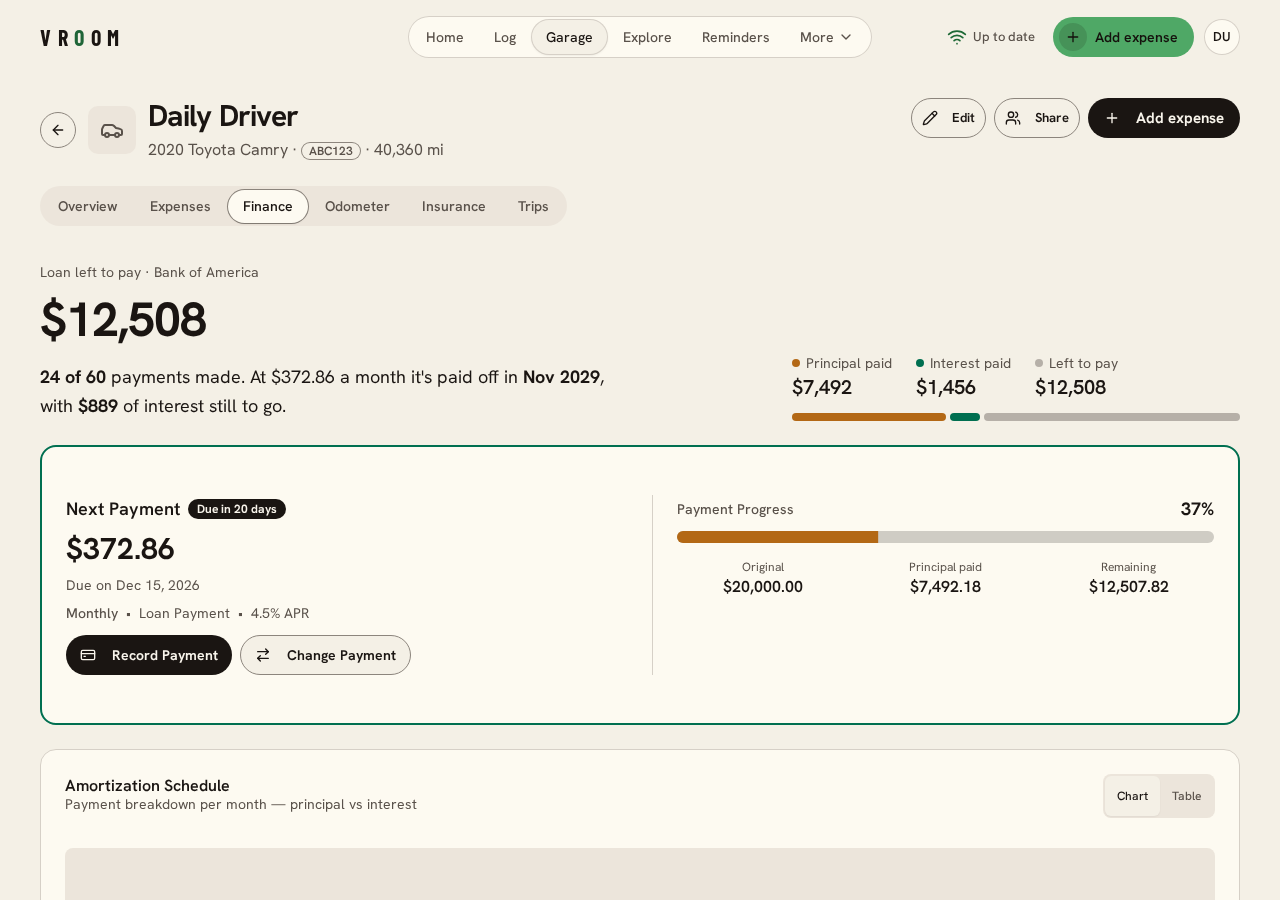 VROOM
Home
Log
Garage
Explore
Reminders
More
Up to date
Add expense
DU
Daily Driver
2020 Toyota Camry · ABC123 · 40,360 mi
Edit
Share
Add expense
Overview
Expenses
Finance
Odometer
Insurance
Trips
Loan left to pay · Bank of America
$12,508
24 of 60 payments made. At $372.86 a month it's paid off in Nov 2029,
with $889 of interest still to go.
Principal paid
$7,492
Interest paid
$1,456
Left to pay
$12,508
Next Payment
Due in 20 days
$372.86
Due on Dec 15, 2026
Monthly • Loan Payment • 4.5% APR
Record Payment
Change Payment
Payment Progress
37%
Original
$20,000.00
Principal paid
$7,492.18
Remaining
$12,507.82
Amortization Schedule
Payment breakdown per month — principal vs interest
Chart
Table